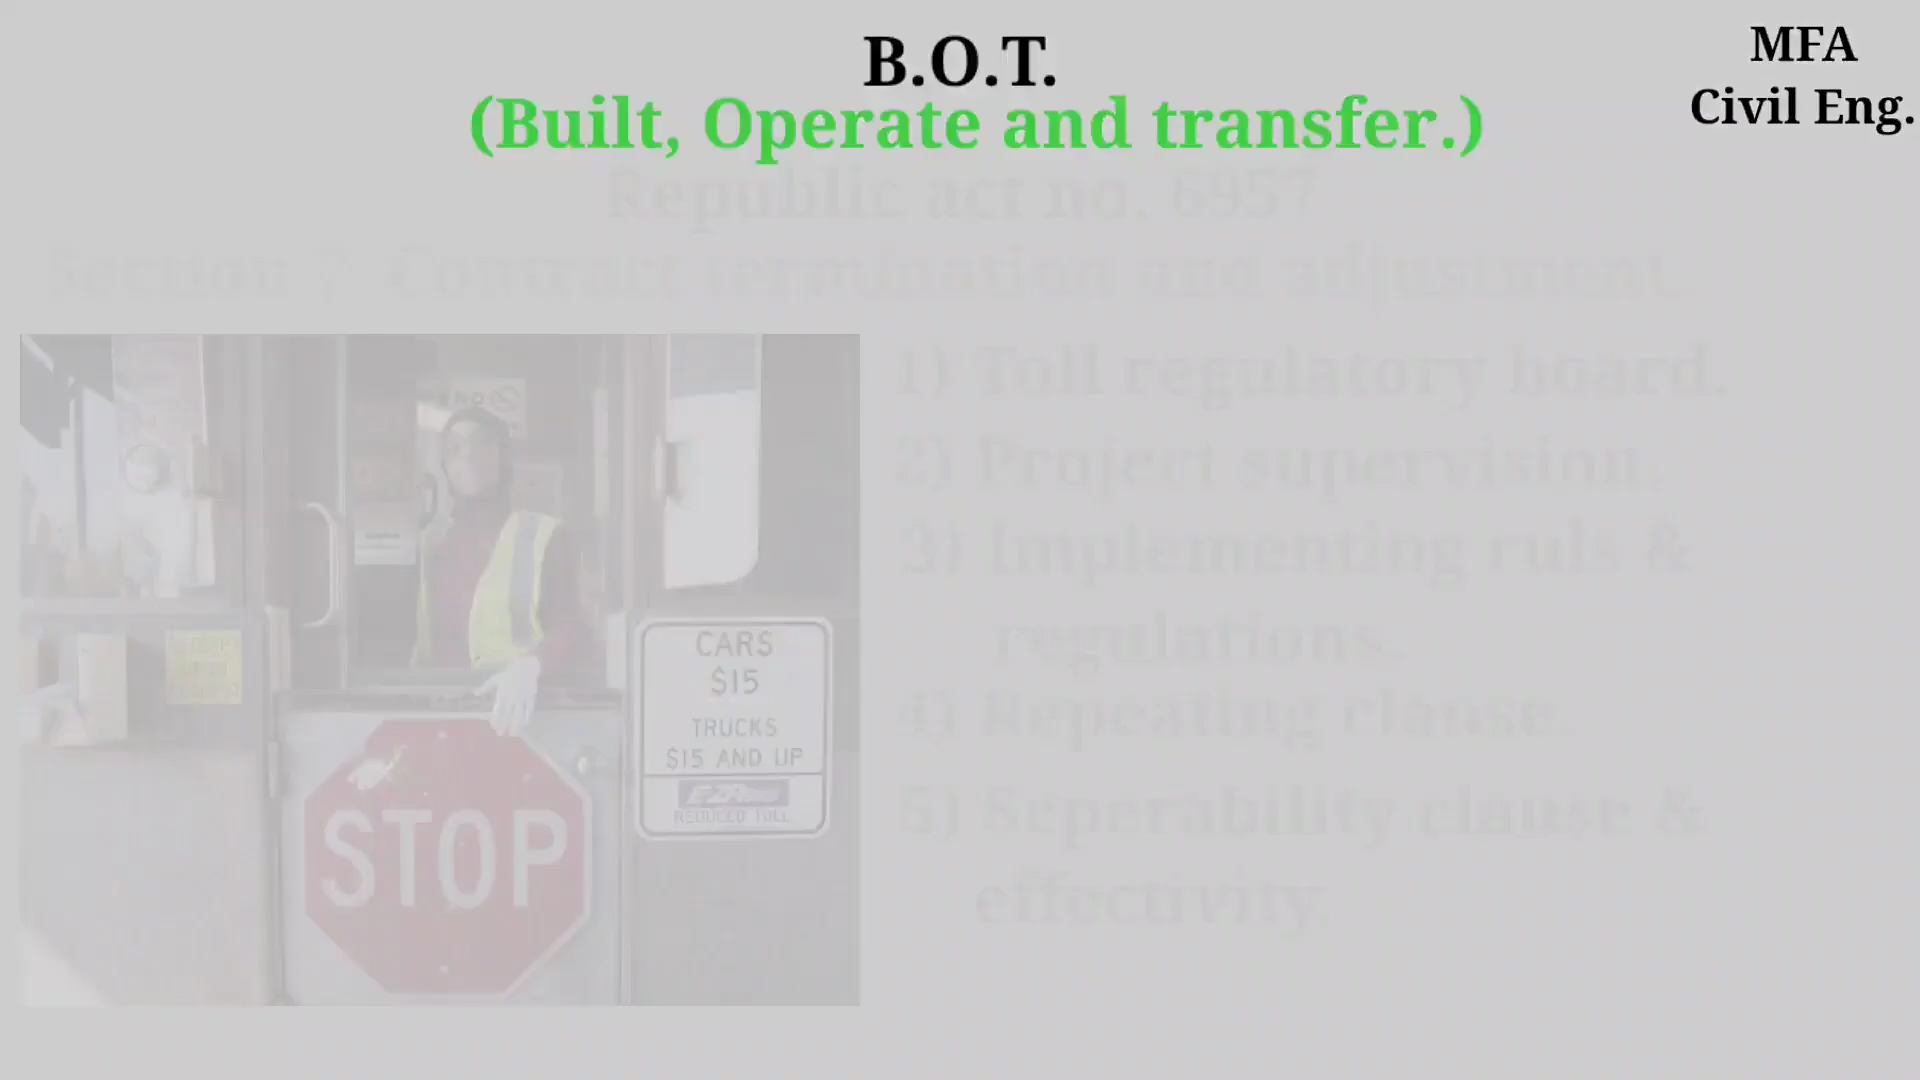 B.O.T.
(Built, Operate and transfer.)
MFA
Civil Eng.
Republic act no. 6957
Section 7. Contract termination and adjustment.
1) Toll regulatory board.
2) Project supervision.
3) Implementing ruls &
regulations.
4) Repeating clause.
5) Seperability clause &
effectivity.
CARS
$15
TRUCKS
$15 AND UP
E-ZPass
REDUCED TOLL
STOP